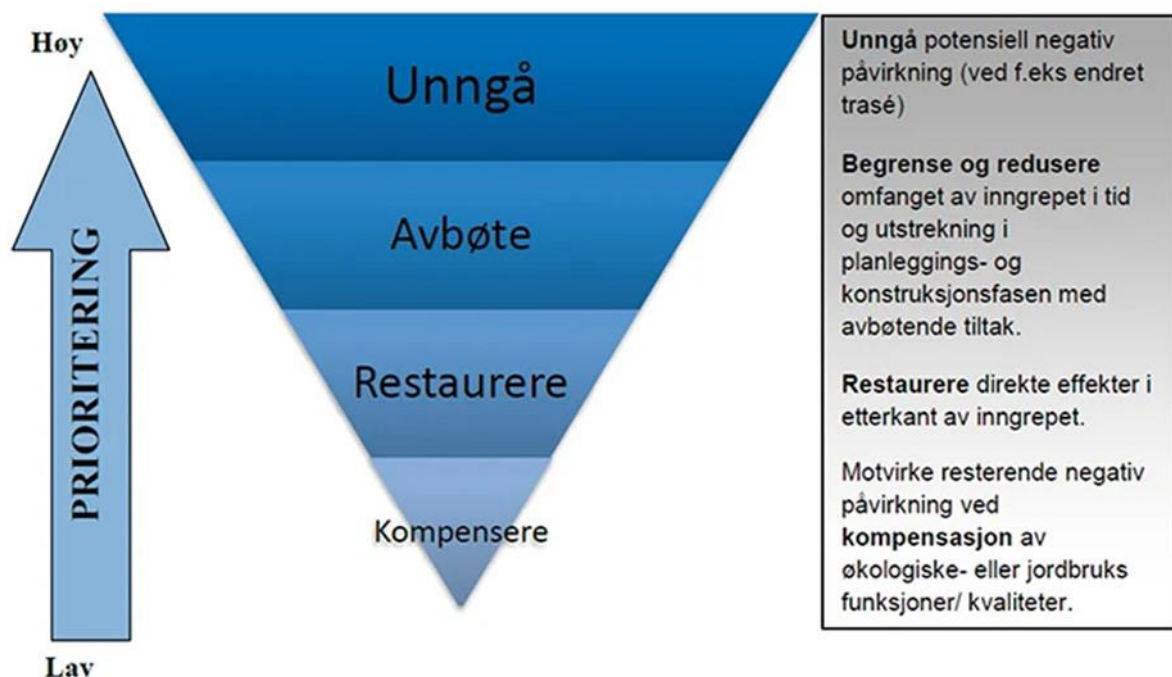 Høy
PRIORITERING
Lav
Unngå
Avbøte
Restaurere
Kompensere
Unngå potensiell negativ
påvirkning (ved f.eks endret
trasé)
Begrense og redusere
omfanget av inngrepet i tid
og utstrekning i
planleggings- og
konstruksjonsfasen med
avbøtende tiltak.
Restaurere direkte effekter i
etterkant av inngrepet.
Motvirke resterende negativ
påvirkning ved
kompensasjon av
økologiske- eller jordbruks
funksjoner/ kvaliteter.